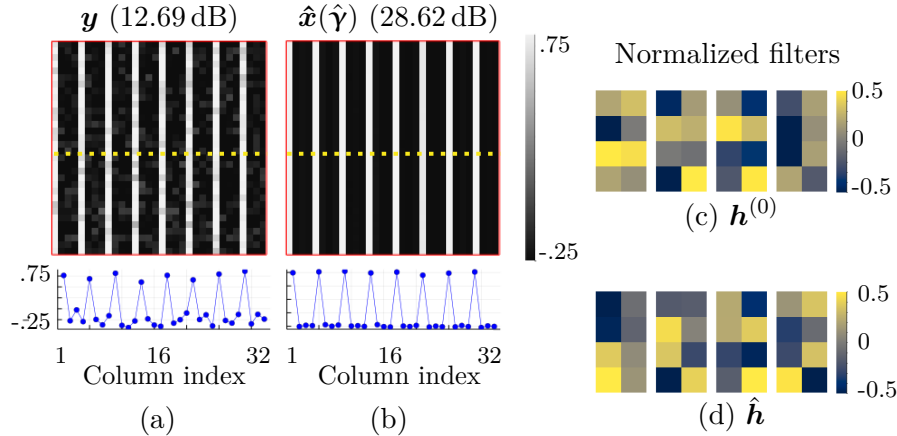 y (12.69 dB)
x̂(γ̂) (28.62 dB)
.75
-.25
.75
-.25
1 16 32
Column index
(a)
1 16 32
Column index
(b)
Normalized filters
0.5
0
-0.5
(c) h⁽⁰⁾
0.5
0
-0.5
(d) ĥ